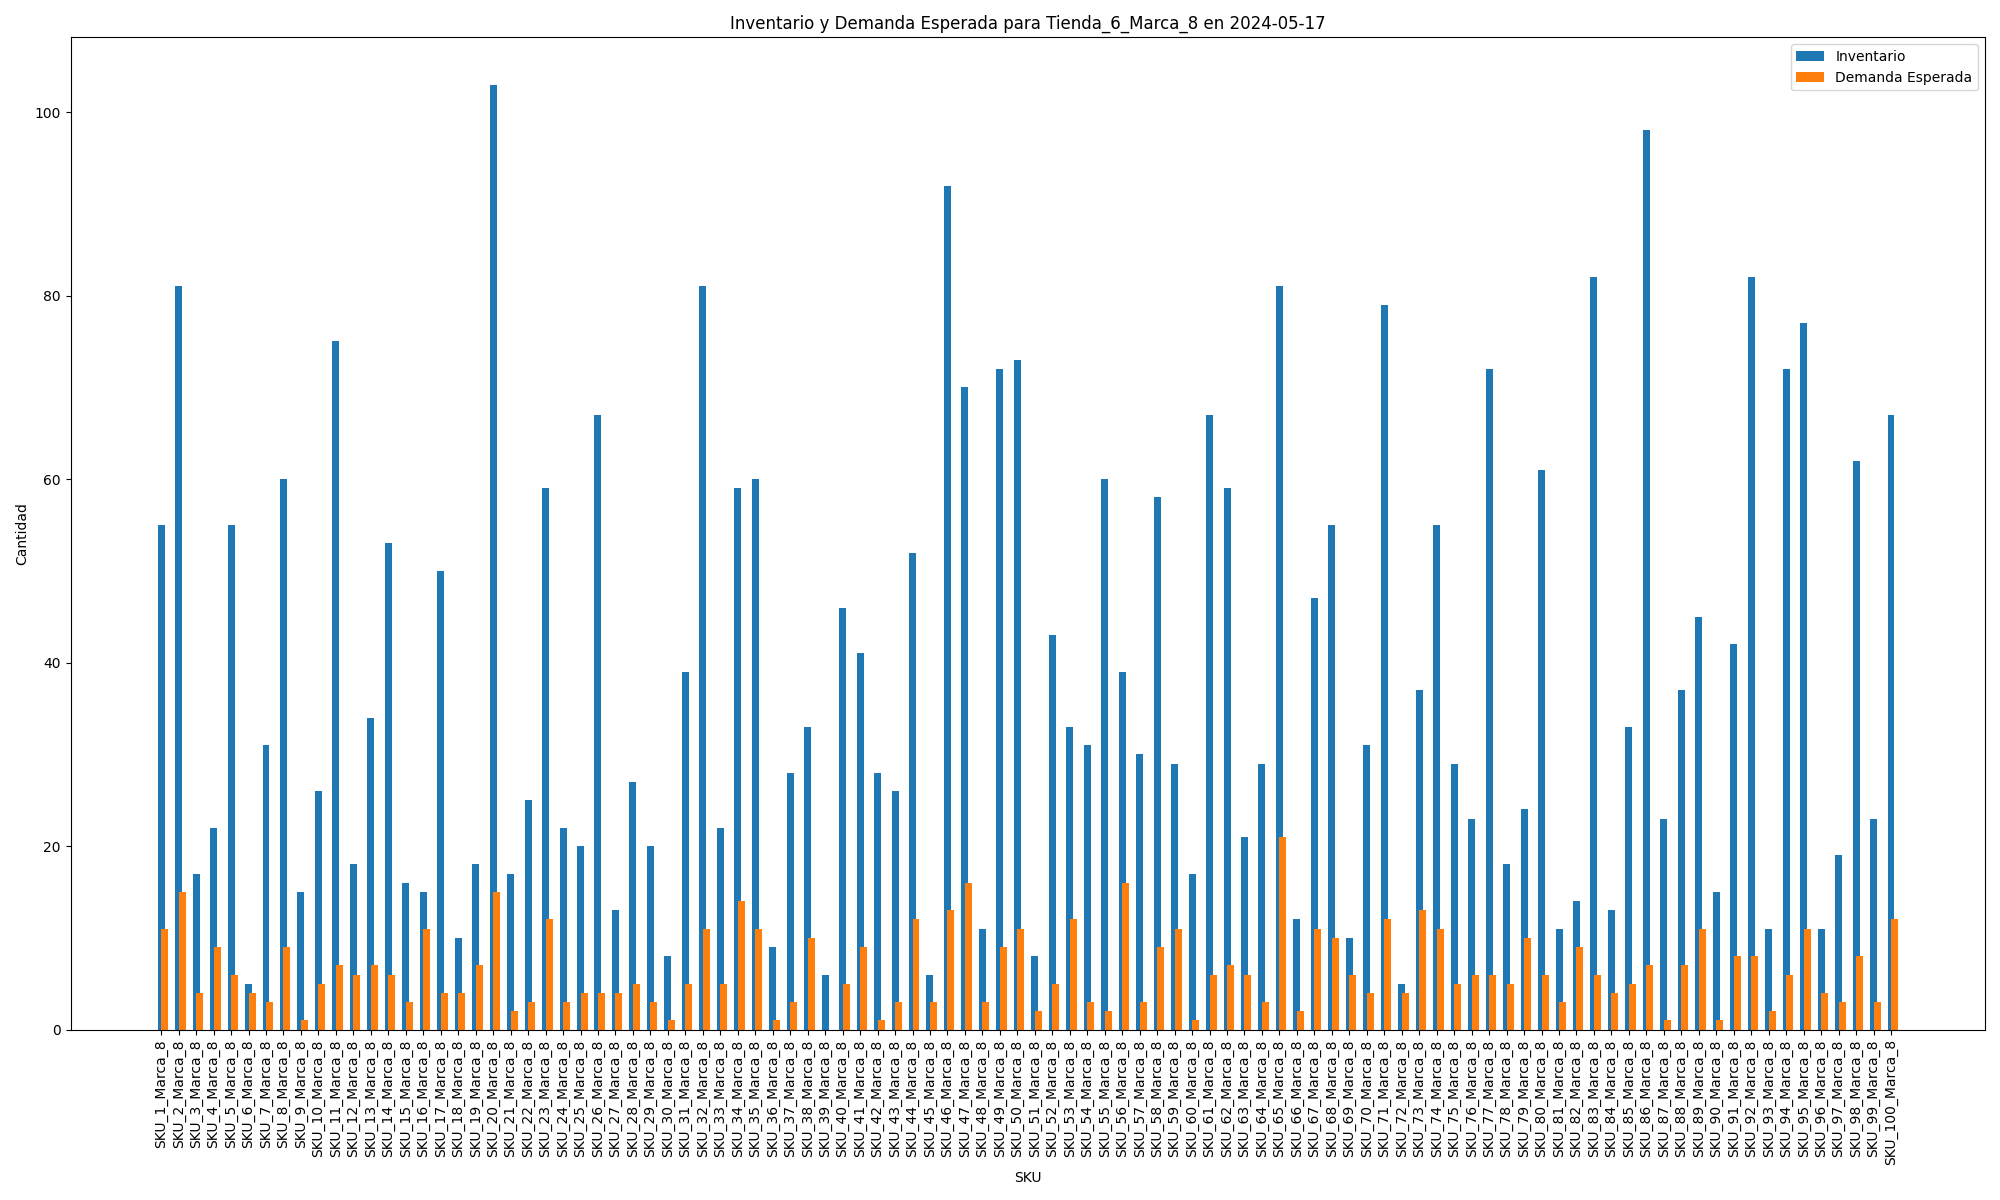 Inventario y Demanda Esperada para Tienda_6_Marca_8 en 2024-05-17
Inventario
Demanda Esperada
Cantidad
100
80
60
40
20
0
SKU_1_Marca_8
SKU_2_Marca_8
SKU_3_Marca_8
SKU_4_Marca_8
SKU_5_Marca_8
SKU_6_Marca_8
SKU_7_Marca_8
SKU_8_Marca_8
SKU_9_Marca_8
SKU_10_Marca_8
SKU_11_Marca_8
SKU_12_Marca_8
SKU_13_Marca_8
SKU_14_Marca_8
SKU_15_Marca_8
SKU_16_Marca_8
SKU_17_Marca_8
SKU_18_Marca_8
SKU_19_Marca_8
SKU_20_Marca_8
SKU_21_Marca_8
SKU_22_Marca_8
SKU_23_Marca_8
SKU_24_Marca_8
SKU_25_Marca_8
SKU_26_Marca_8
SKU_27_Marca_8
SKU_28_Marca_8
SKU_29_Marca_8
SKU_30_Marca_8
SKU_31_Marca_8
SKU_32_Marca_8
SKU_33_Marca_8
SKU_34_Marca_8
SKU_35_Marca_8
SKU_36_Marca_8
SKU_37_Marca_8
SKU_38_Marca_8
SKU_39_Marca_8
SKU_40_Marca_8
SKU_41_Marca_8
SKU_42_Marca_8
SKU_43_Marca_8
SKU_44_Marca_8
SKU_45_Marca_8
SKU_46_Marca_8
SKU_47_Marca_8
SKU_48_Marca_8
SKU_49_Marca_8
SKU_50_Marca_8
SKU_51_Marca_8
SKU_52_Marca_8
SKU_53_Marca_8
SKU_54_Marca_8
SKU_55_Marca_8
SKU_56_Marca_8
SKU_57_Marca_8
SKU_58_Marca_8
SKU_59_Marca_8
SKU_60_Marca_8
SKU_61_Marca_8
SKU_62_Marca_8
SKU_63_Marca_8
SKU_64_Marca_8
SKU_65_Marca_8
SKU_66_Marca_8
SKU_67_Marca_8
SKU_68_Marca_8
SKU_69_Marca_8
SKU_70_Marca_8
SKU_71_Marca_8
SKU_72_Marca_8
SKU_73_Marca_8
SKU_74_Marca_8
SKU_75_Marca_8
SKU_76_Marca_8
SKU_77_Marca_8
SKU_78_Marca_8
SKU_79_Marca_8
SKU_80_Marca_8
SKU_81_Marca_8
SKU_82_Marca_8
SKU_83_Marca_8
SKU_84_Marca_8
SKU_85_Marca_8
SKU_86_Marca_8
SKU_87_Marca_8
SKU_88_Marca_8
SKU_89_Marca_8
SKU_90_Marca_8
SKU_91_Marca_8
SKU_92_Marca_8
SKU_93_Marca_8
SKU_94_Marca_8
SKU_95_Marca_8
SKU_96_Marca_8
SKU_97_Marca_8
SKU_98_Marca_8
SKU_99_Marca_8
SKU_100_Marca_8
SKU